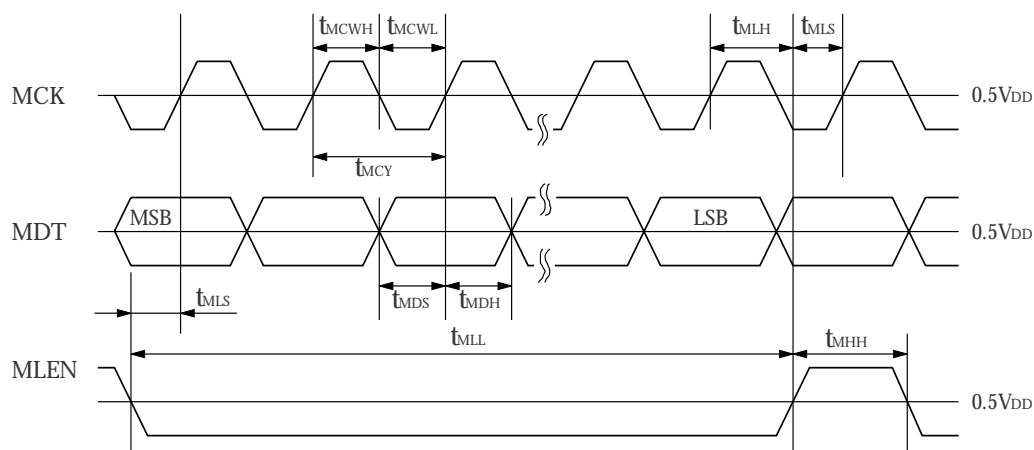 tMCWH tMCWL tMLH tMLS
MCK 0.5VDD
tMCY
MSB LSB
MDT 0.5VDD
tMLS tMDS tMDH
tMLL tMHH
MLEN
0.5VDD